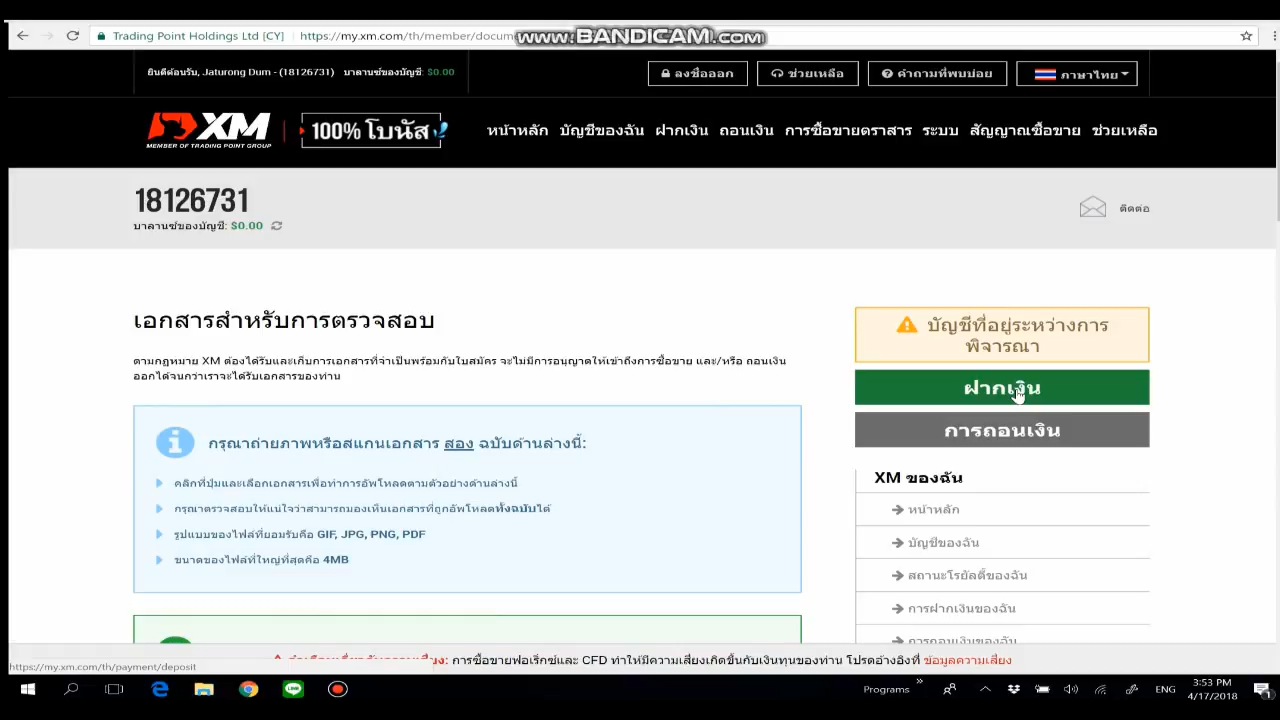 Trading Point Holdings Ltd [CY] https://my.xm.com/th/member/docum
www.BANDICAM.com
ยินดีต้อนรับ, Jaturong Dum - (18126731) บาลานซ์ของบัญชี: $0.00
ลงชื่อออก ช่วยเหลือ คำถามที่พบบ่อย ภาษาไทย
XM 100% โบนัส
MEMBER OF TRADING POINT GROUP
หน้าหลัก บัญชีของฉัน ฝากเงิน ถอนเงิน การซื้อขายตราสาร ระบบ สัญญาณซื้อขาย ช่วยเหลือ
18126731
บาลานซ์ของบัญชี: $0.00
ติดต่อ
เอกสารสำหรับการตรวจสอบ
ตามกฎหมาย XM ต้องได้รับและเก็บการเอกสารที่จำเป็นพร้อมกับใบสมัคร จะไม่มีการอนุญาตให้เข้าถึงการซื้อขาย และ/หรือ ถอนเงิน
ออกได้จนกว่าเราจะได้รับเอกสารของท่าน
กรุณาถ่ายภาพหรือสแกนเอกสาร สอง ฉบับด้านล่างนี้:
คลิกที่ปุ่มและเลือกเอกสารเพื่อทำการอัพโหลดตามตัวอย่างด้านล่างนี้
กรุณาตรวจสอบให้แน่ใจว่าสามารถมองเห็นเอกสารที่ถูกอัพโหลดทั้งฉบับได้
รูปแบบของไฟล์ที่ยอมรับคือ GIF, JPG, PNG, PDF
ขนาดของไฟล์ที่ใหญ่ที่สุดคือ 4MB
บัญชีที่อยู่ระหว่างการ
พิจารณา
ฝากเงิน
การถอนเงิน
XM ของฉัน
หน้าหลัก
บัญชีของฉัน
สถานะโรยัลตี้ของฉัน
การฝากเงินของฉัน
การถอนเงินของฉัน
การซื้อขายฟอเร็กซ์และ CFD ทำให้มีความเสี่ยงเกิดขึ้นกับเงินทุนของท่าน โปรดอ้างอิงที่ ข้อมูลความเสี่ยง
https://my.xm.com/th/payment/deposit
Programs ENG 3:53 PM
4/17/2018